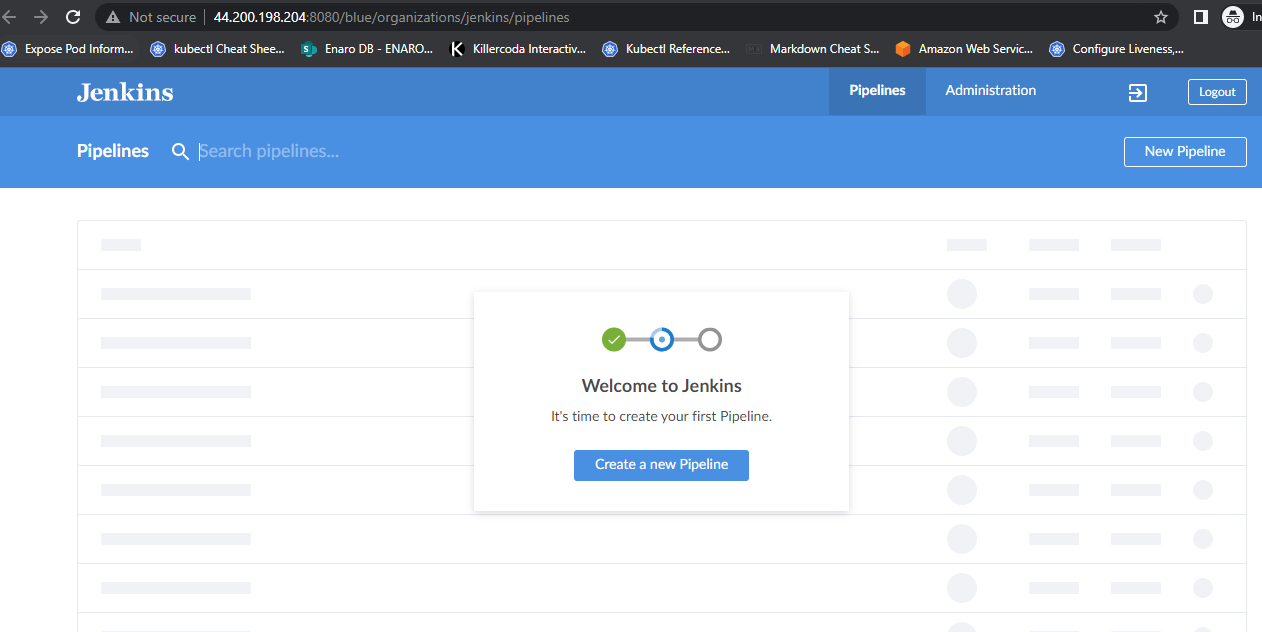 Not secure 44.200.198.204:8080/blue/organizations/jenkins/pipelines In
Expose Pod Inform... kubectl Cheat Shee... Enaro DB - ENARO... Killercoda Interactiv... Kubectl Reference... Markdown Cheat S... Amazon Web Servic... Configure Liveness,...
Jenkins Pipelines Administration Logout
Pipelines Search pipelines... New Pipeline
Welcome to Jenkins
It's time to create your first Pipeline.
Create a new Pipeline